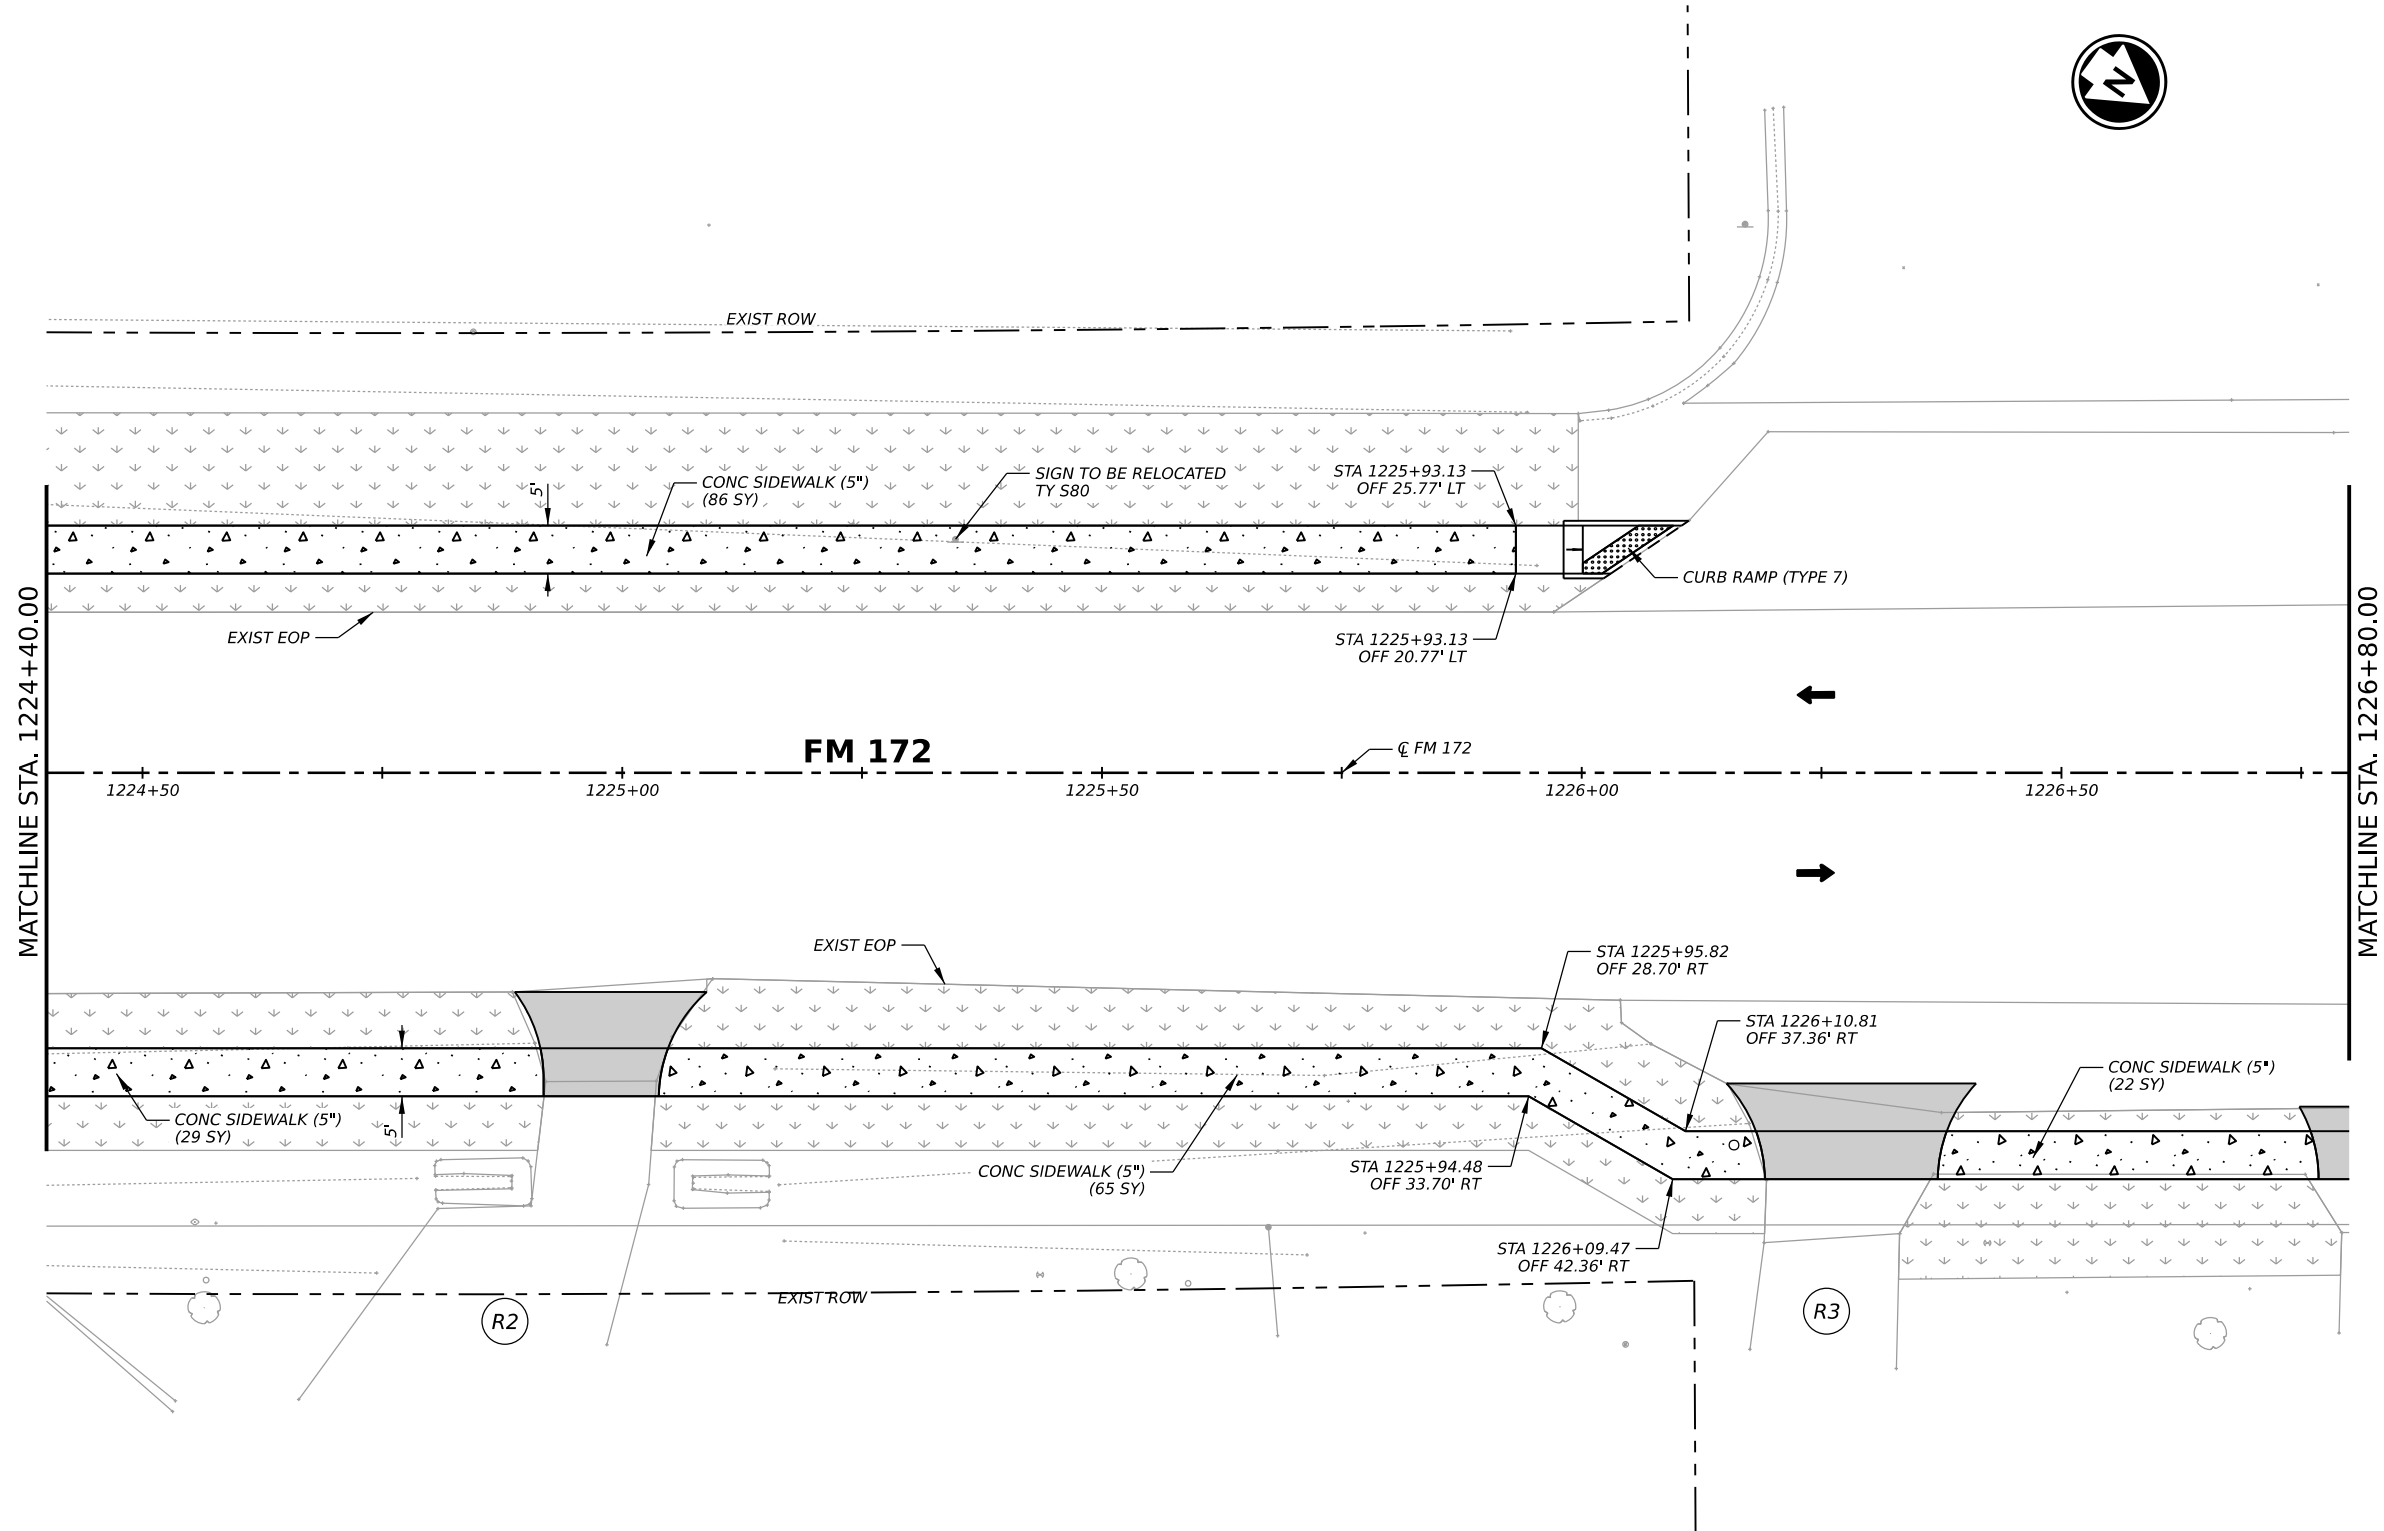 N
EXIST ROW
CONC SIDEWALK (5")
(86 SY)
5'
SIGN TO BE RELOCATED
TY S80
STA 1225+93.13
OFF 25.77' LT
CURB RAMP (TYPE 7)
EXIST EOP
STA 1225+93.13
OFF 20.77' LT
MATCHLINE STA. 1224+40.00
MATCHLINE STA. 1226+80.00
FM 172
℄ FM 172
1224+50
1225+00
1225+50
1226+00
1226+50
EXIST EOP
STA 1225+95.82
OFF 28.70' RT
STA 1226+10.81
OFF 37.36' RT
CONC SIDEWALK (5")
(22 SY)
CONC SIDEWALK (5")
(29 SY)
5'
CONC SIDEWALK (5")
(65 SY)
STA 1225+94.48
OFF 33.70' RT
STA 1226+09.47
OFF 42.36' RT
EXIST ROW
R2
R3